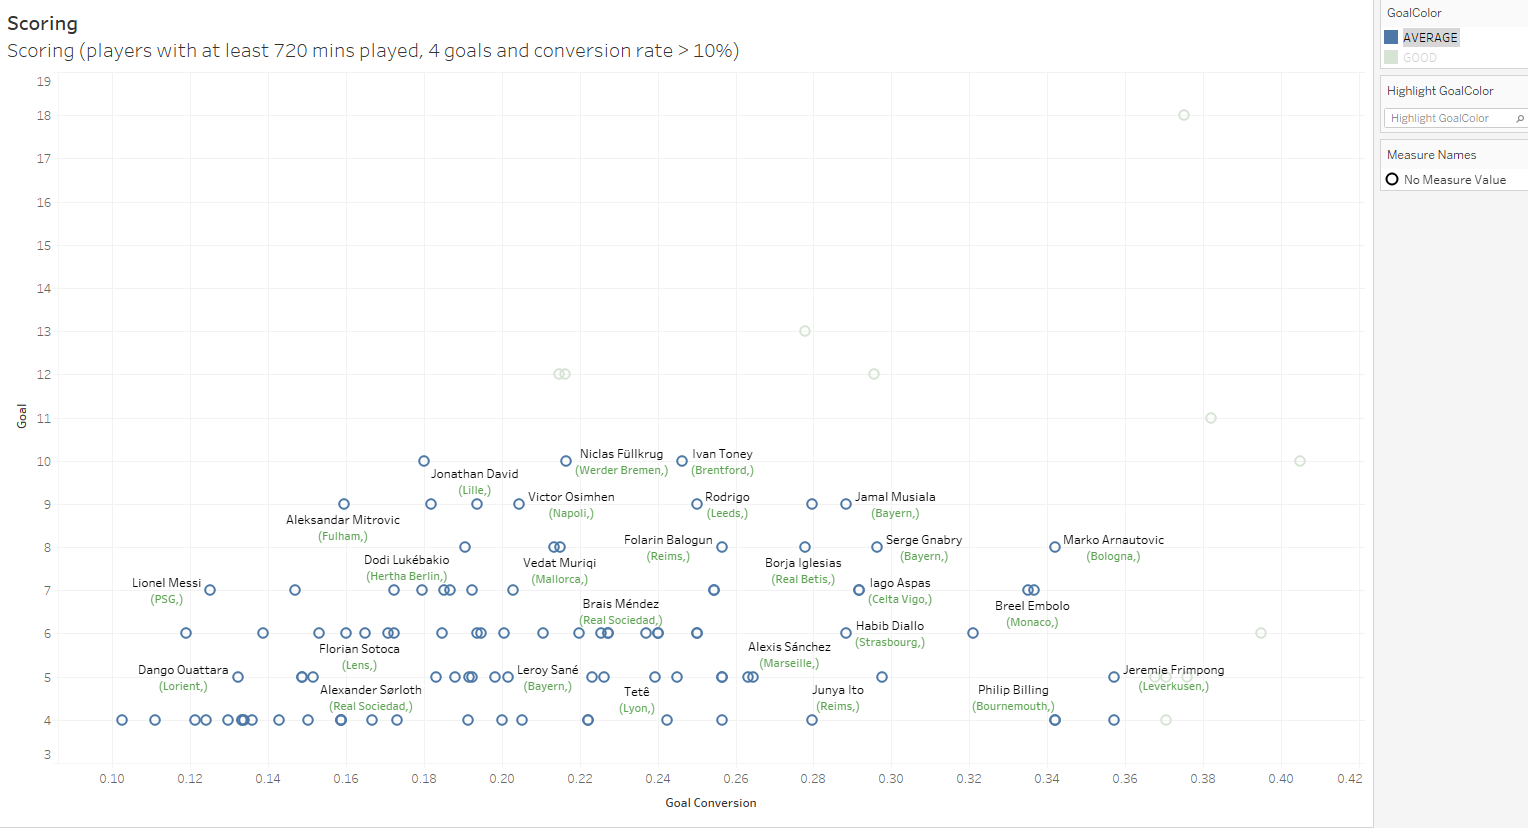 Scoring
Scoring (players with at least 720 mins played, 4 goals and conversion rate > 10%)
GoalColor
AVERAGE
GOOD
Highlight GoalColor
Highlight GoalColor
Measure Names
No Measure Value
Goal
19
18
17
16
15
14
13
12
11
10
9
8
7
6
5
4
3
Niclas Füllkrug
(Werder Bremen,)
Ivan Toney
(Brentford,)
Jonathan David
(Lille,)
Victor Osimhen
(Napoli,)
Rodrigo
(Leeds,)
Jamal Musiala
(Bayern,)
Aleksandar Mitrovic
(Fulham,)
Folarin Balogun
(Reims,)
Serge Gnabry
(Bayern,)
Marko Arnautovic
(Bologna,)
Dodi Lukébakio
(Hertha Berlin,)
Vedat Muriqi
(Mallorca,)
Borja Iglesias
(Real Betis,)
Lionel Messi
(PSG,)
Iago Aspas
(Celta Vigo,)
Brais Méndez
(Real Sociedad,)
Breel Embolo
(Monaco,)
Habib Diallo
(Strasbourg,)
Florian Sotoca
(Lens,)
Alexis Sánchez
(Marseille,)
Dango Ouattara
(Lorient,)
Leroy Sané
(Bayern,)
Jeremie Frimpong
(Leverkusen,)
Alexander Sørloth
(Real Sociedad,)
Tetê
(Lyon,)
Junya Ito
(Reims,)
Philip Billing
(Bournemouth,)
0.10 0.12 0.14 0.16 0.18 0.20 0.22 0.24 0.26 0.28 0.30 0.32 0.34 0.36 0.38 0.40 0.42
Goal Conversion